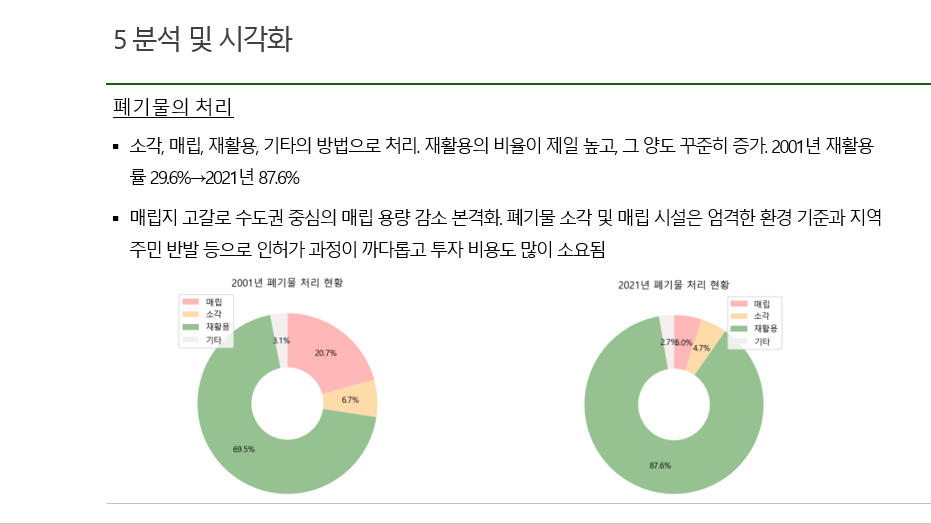 5 분석 및 시각화
폐기물의 처리
▪ 소각, 매립, 재활용, 기타의 방법으로 처리. 재활용의 비율이 제일 높고, 그 양도 꾸준히 증가. 2001년 재활용
률 29.6%→2021년 87.6%
▪ 매립지 고갈로 수도권 중심의 매립 용량 감소 본격화. 폐기물 소각 및 매립 시설은 엄격한 환경 기준과 지역
주민 반발 등으로 인허가 과정이 까다롭고 투자 비용도 많이 소요됨
2001년 폐기물 처리 현황
매립
소각
재활용
기타
3.1%
20.7%
6.7%
69.5%
2021년 폐기물 처리 현황
매립
소각
재활용
기타
2.7%
5.0%
4.7%
87.6%